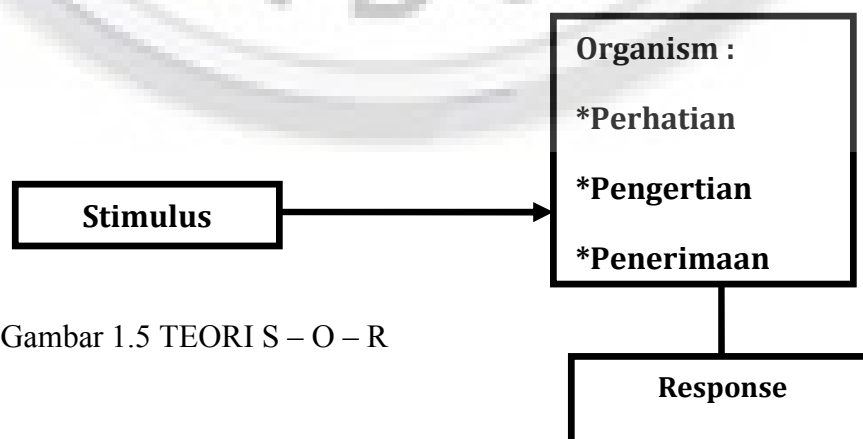 Organism :
*Perhatian
*Pengertian
*Penerimaan
Stimulus
Gambar 1.5 TEORI S – O – R
Response